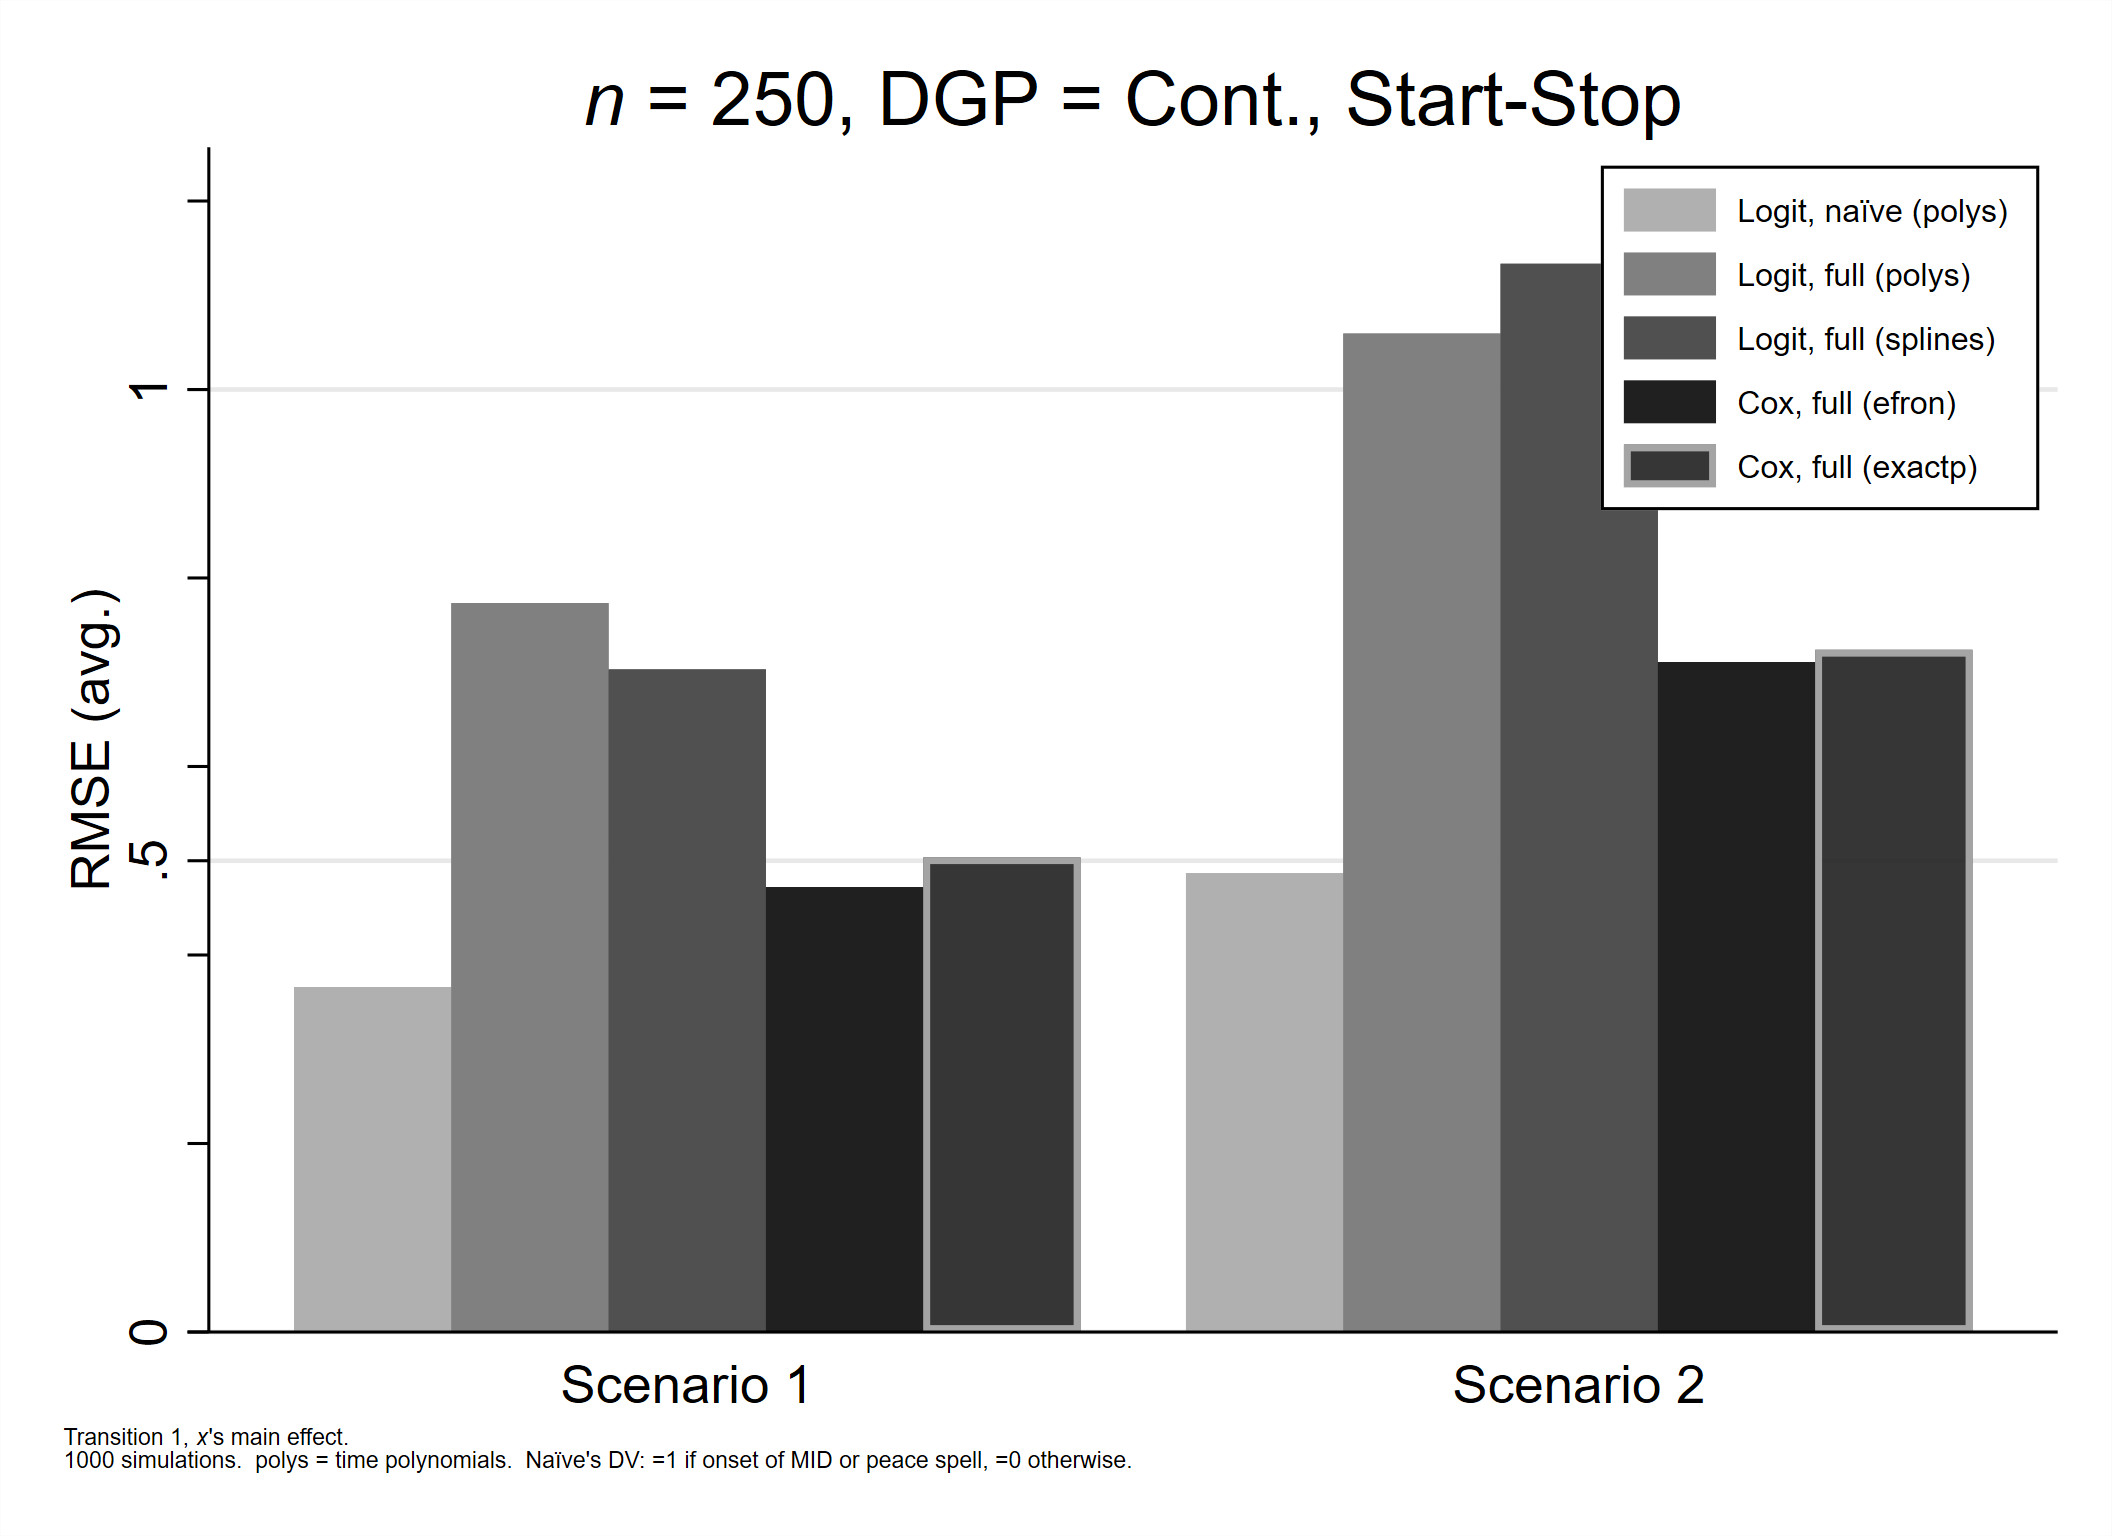 n = 250, DGP = Cont., Start-Stop
Logit, naïve (polys)
Logit, full (polys)
Logit, full (splines)
Cox, full (efron)
Cox, full (exactp)
RMSE (avg.)
1
.5
0
Scenario 1
Scenario 2
Transition 1, x's main effect.
1000 simulations.  polys = time polynomials.  Naïve's DV: =1 if onset of MID or peace spell, =0 otherwise.